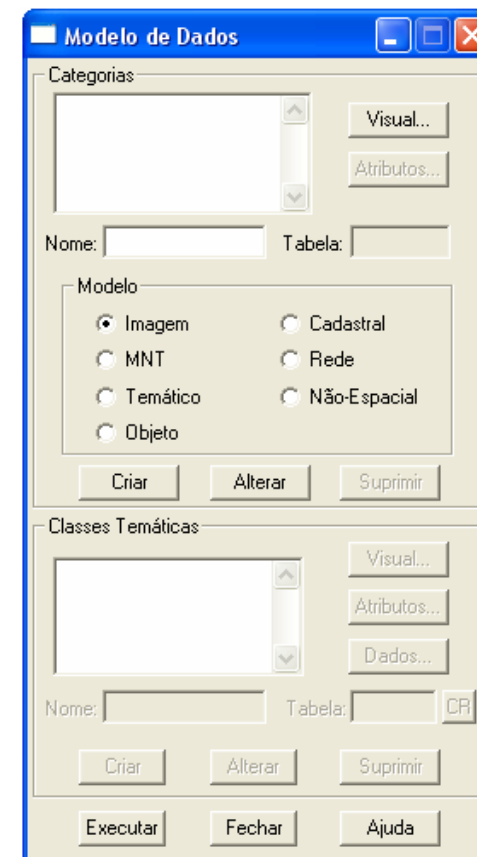 Modelo de Dados
Categorias
Visual...
Atributos...
Nome: Tabela:
Modelo
Imagem Cadastral
MNT Rede
Temático Não-Espacial
Objeto
Criar Alterar Suprimir
Classes Temáticas
Visual...
Atributos...
Dados...
Nome: Tabela: CR
Criar Alterar Suprimir
Executar Fechar Ajuda